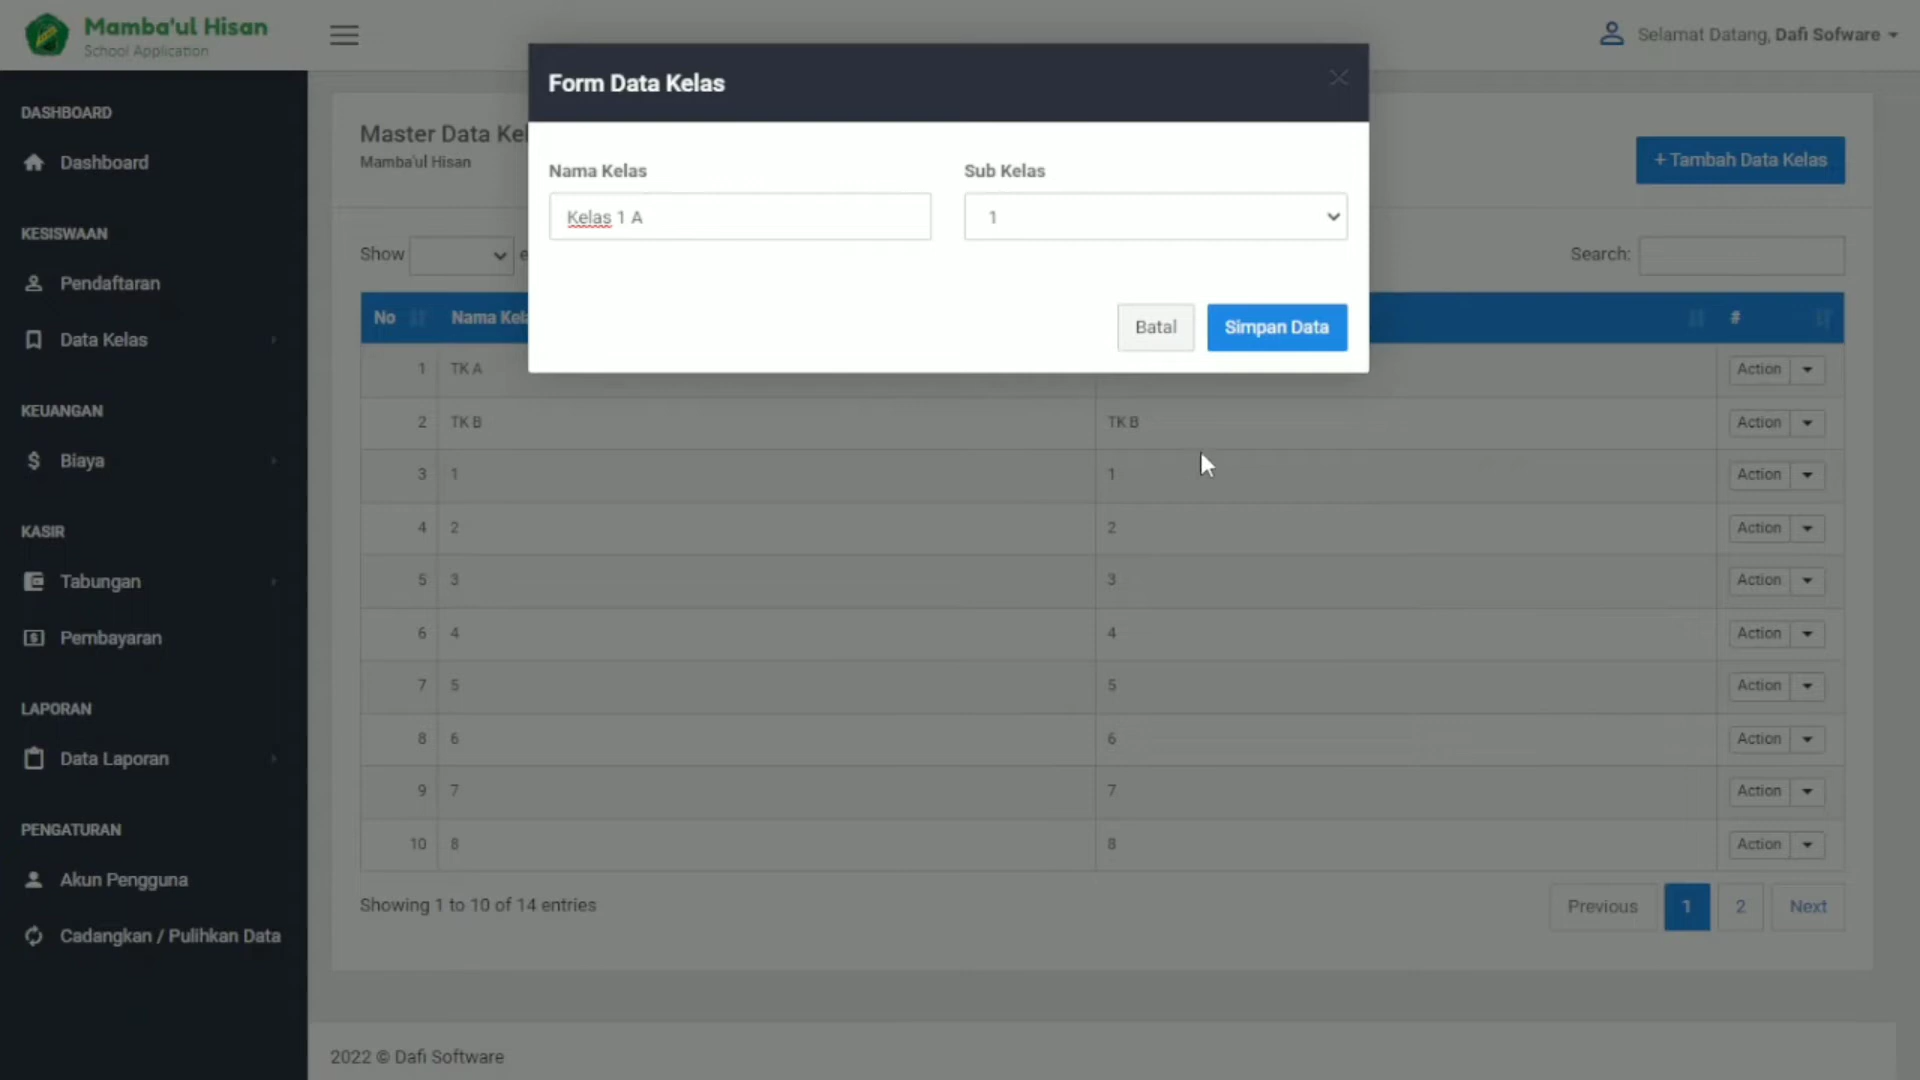 Mamba'ul Hisan
School Application
Selamat Datang, Dafi Sofware
DASHBOARD
Dashboard
KESISWAAN
Pendaftaran
Data Kelas
KEUANGAN
Biaya
KASIR
Tabungan
Pembayaran
LAPORAN
Data Laporan
PENGATURAN
Akun Pengguna
Cadangkan / Pulihkan Data
Form Data Kelas
Nama Kelas
Sub Kelas
Kelas 1 A
1
Batal
Simpan Data
Master Data Kel
Mamba'ul Hisan
+Tambah Data Kelas
Show
e
Search:
No
Nama Kela
#
1 TK A Action
2 TK B TK B Action
3 1 1 Action
4 2 2 Action
5 3 3 Action
6 4 4 Action
7 5 5 Action
8 6 6 Action
9 7 7 Action
10 8 8 Action
Showing 1 to 10 of 14 entries
Previous 1 2 Next
2022 © Dafi Software